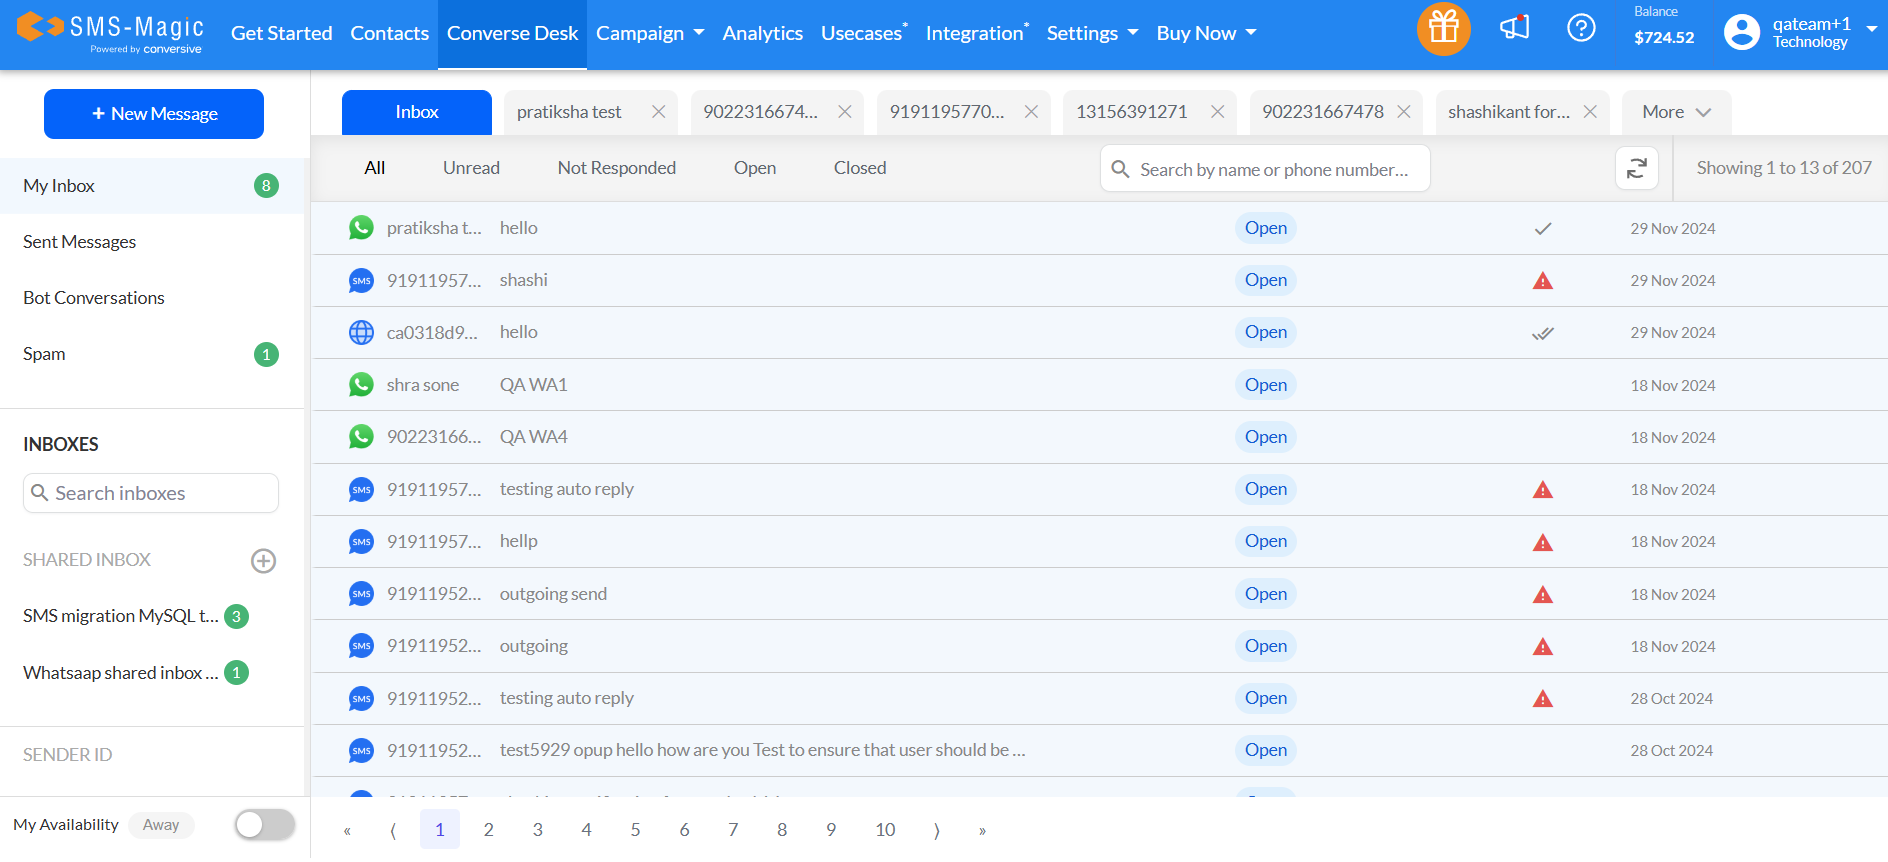 SMS-Magic
Powered by conversive
Get Started
Contacts
Converse Desk
Campaign
Analytics
Usecases*
Integration*
Settings
Buy Now
Balance
$724.52
qateam+1
Technology
+ New Message
My Inbox 8
Sent Messages
Bot Conversations
Spam 1
INBOXES
Search inboxes
SHARED INBOX
SMS migration MySQL t... 3
Whatsaap shared inbox ... 1
SENDER ID
My Availability Away
Inbox
pratiksha test
9022316674...
9191195770...
13156391271
902231667478
shashikant for...
More
All
Unread
Not Responded
Open
Closed
Search by name or phone number...
Showing 1 to 13 of 207
pratiksha t... hello Open 29 Nov 2024
SMS 91911957... shashi Open 29 Nov 2024
ca0318d9... hello Open 29 Nov 2024
shra sone QA WA1 Open 18 Nov 2024
90223166... QA WA4 Open 18 Nov 2024
SMS 91911957... testing auto reply Open 18 Nov 2024
SMS 91911957... hellp Open 18 Nov 2024
SMS 91911952... outgoing send Open 18 Nov 2024
SMS 91911952... outgoing Open 18 Nov 2024
SMS 91911952... testing auto reply Open 28 Oct 2024
SMS 91911952... test5929 opup hello how are you Test to ensure that user should be ... Open 28 Oct 2024
« ⟨ 1 2 3 4 5 6 7 8 9 10 ⟩ »